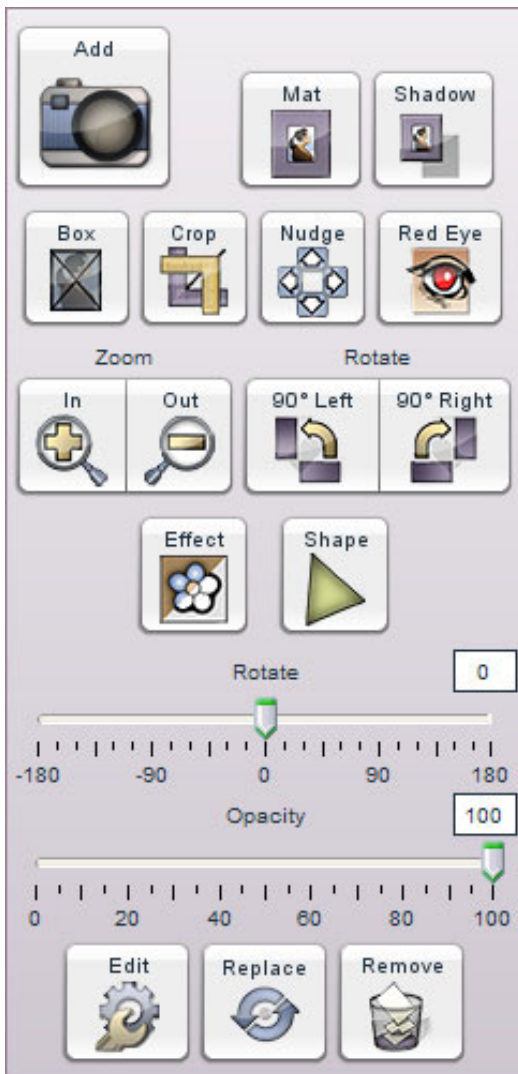 Add
Mat Shadow
Box Crop Nudge Red Eye
Zoom Rotate
In Out 90° Left 90° Right
Effect Shape
Rotate 0
-180 -90 0 90 180
Opacity 100
0 20 40 60 80 100
Edit Replace Remove